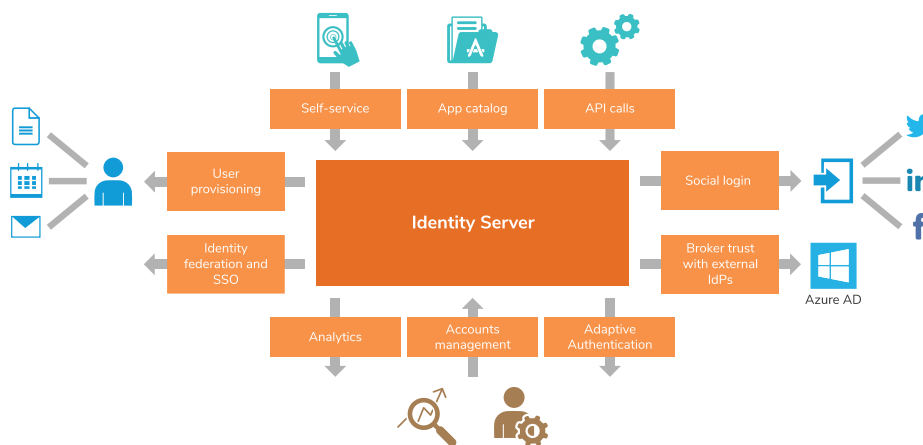 Self-service
App catalog
API calls
User
provisioning
Identity Server
Social login
Identity
federation and
SSO
Broker trust
with external
IdPs
Azure AD
Analytics
Accounts
management
Adaptive
Authentication